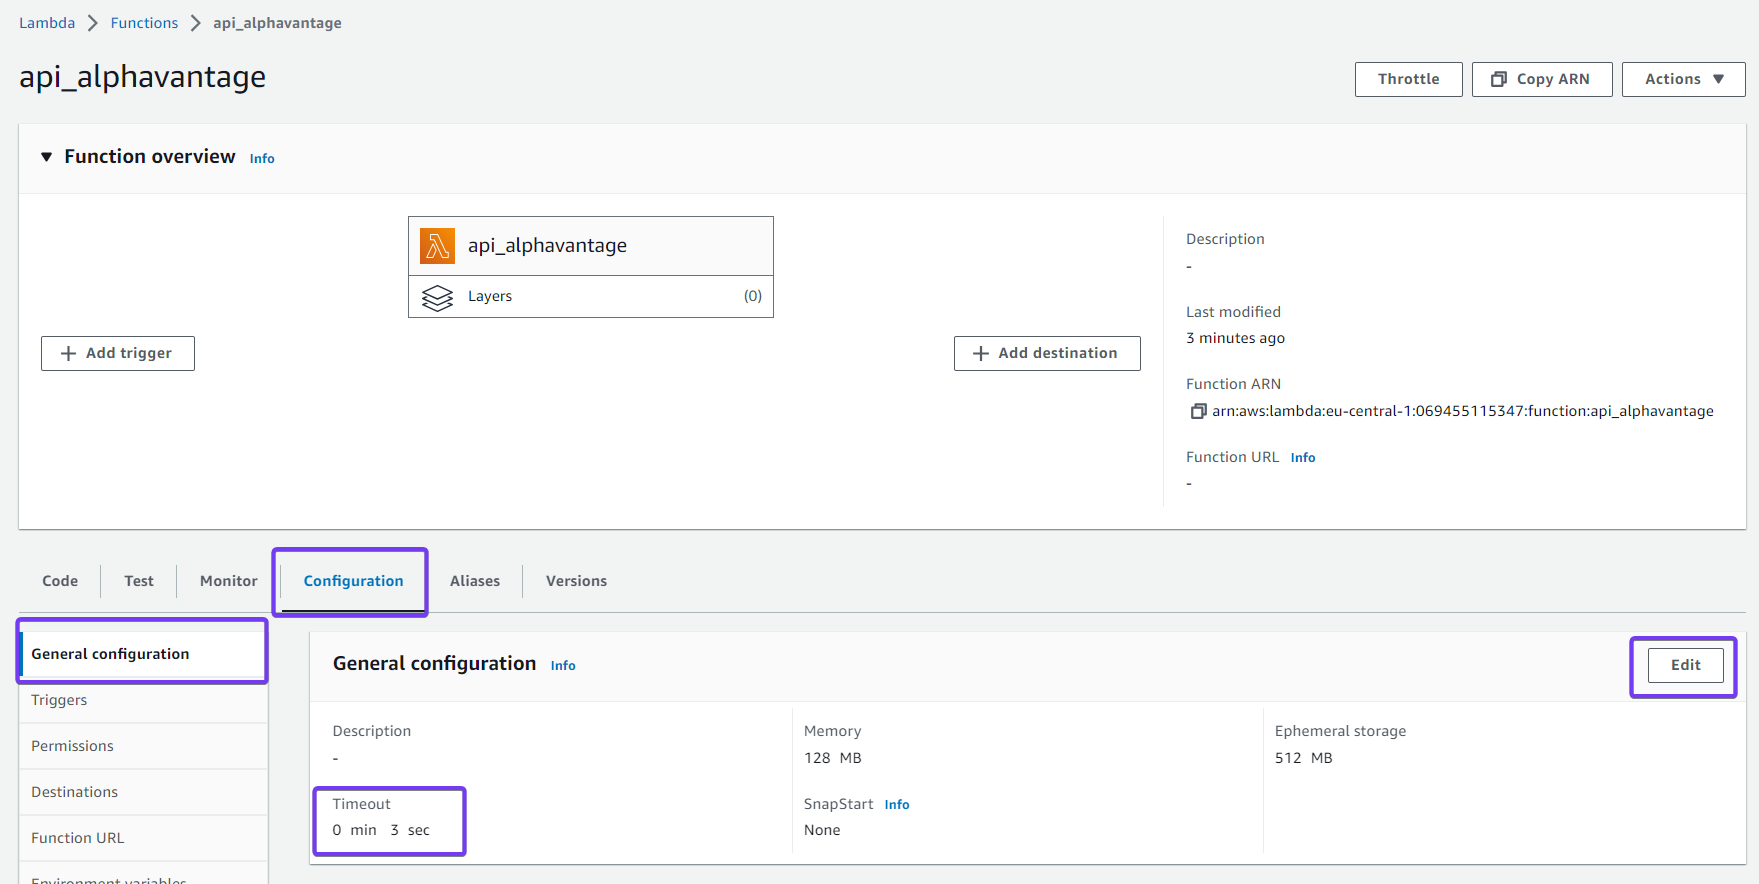 Lambda > Functions > api_alphavantage
api_alphavantage
Throttle
Copy ARN
Actions ▼
▼ Function overview Info
api_alphavantage
Layers (0)
+ Add trigger
+ Add destination
Description
-
Last modified
3 minutes ago
Function ARN
arn:aws:lambda:eu-central-1:069455115347:function:api_alphavantage
Function URL Info
-
Code
Test
Monitor
Configuration
Aliases
Versions
General configuration
Triggers
Permissions
Destinations
Function URL
Environment variables
General configuration Info
Edit
Description
-
Timeout
0 min 3 sec
Memory
128 MB
SnapStart Info
None
Ephemeral storage
512 MB